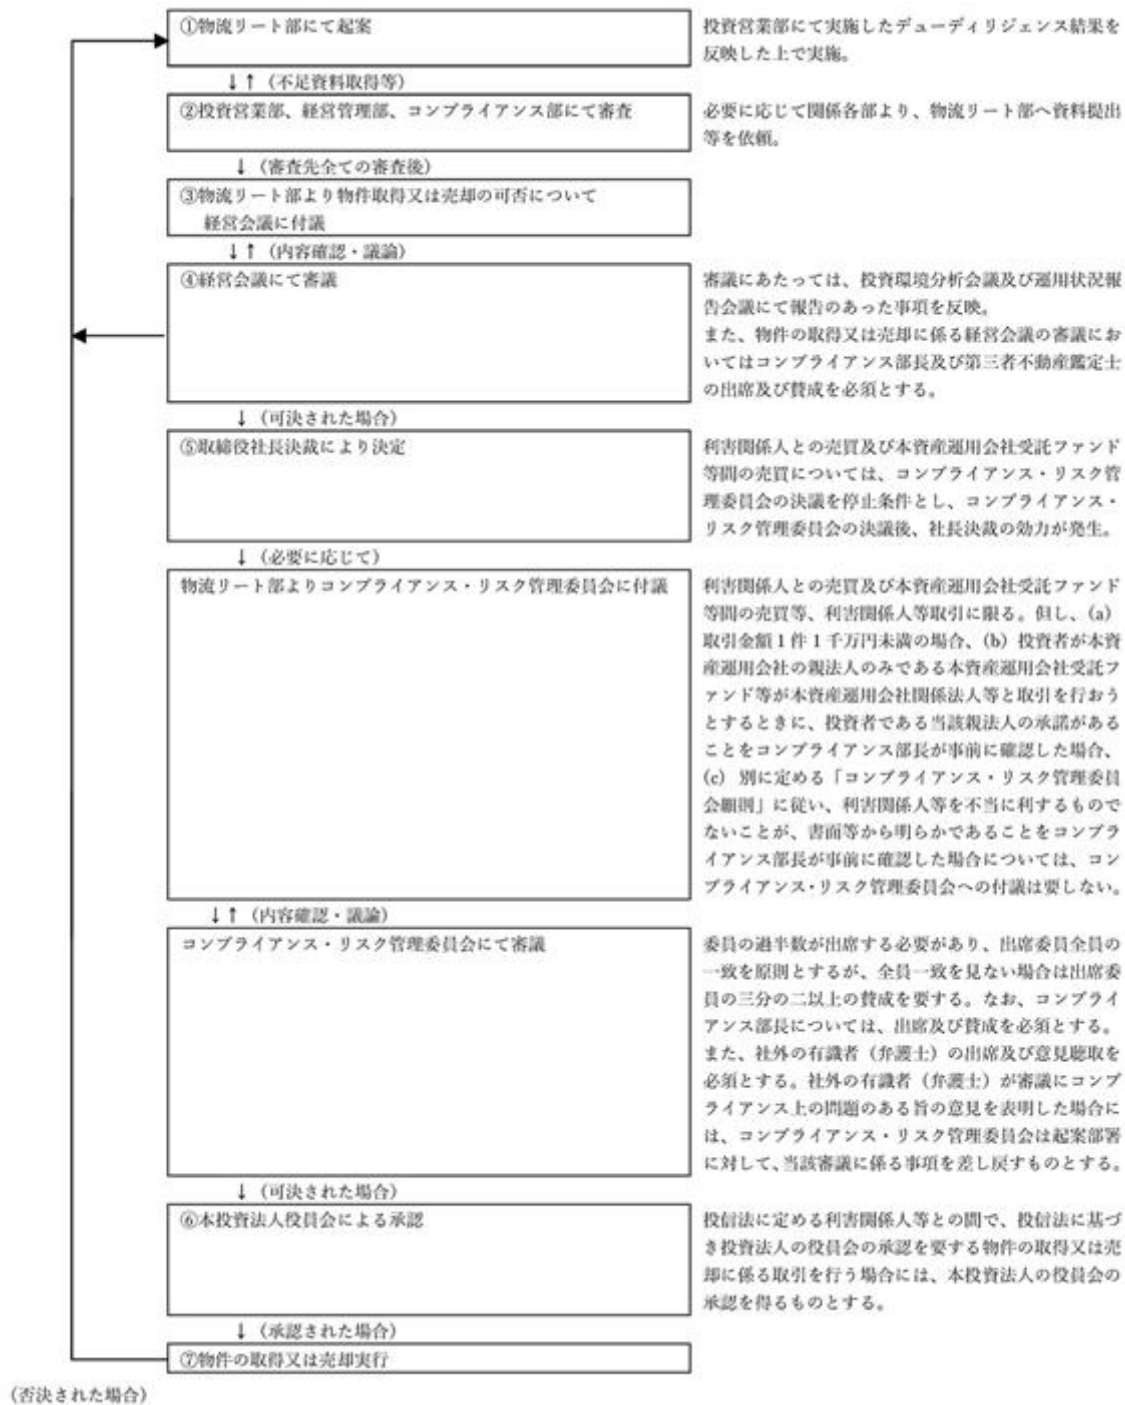 ①物流リート部にて起案
投資営業部にて実施したデューディリジェンス結果を
反映した上で実施。
↓↑（不足資料取得等）
②投資営業部、経営管理部、コンプライアンス部にて審査
必要に応じて関係各部より、物流リート部へ資料提出
等を依頼。
↓（審査先全ての審査後）
③物流リート部より物件取得又は売却の可否について
経営会議に付議
↓↑（内容確認・議論）
④経営会議にて審議
審議にあたっては、投資環境分析会議及び運用状況報
告会議にて報告のあった事項を反映。
また、物件の取得又は売却に係る経営会議の審議にお
いてはコンプライアンス部長及び第三者不動産鑑定士
の出席及び賛成を必須とする。
↓（可決された場合）
⑤取締役社長決裁により決定
利害関係人との売買及び本資産運用会社受託ファンド
等間の売買については、コンプライアンス・リスク管
理委員会の決議を停止条件とし、コンプライアンス・
リスク管理委員会の決議後、社長決裁の効力が発生。
↓（必要に応じて）
物流リート部よりコンプライアンス・リスク管理委員会に付議
利害関係人との売買及び本資産運用会社受託ファンド
等間の売買等、利害関係人等取引に限る。但し、(a)
取引金額1件1千万円未満の場合、(b) 投資者が本資
産運用会社の親法人のみである本資産運用会社受託フ
ァンド等が本資産運用会社関係法人等と取引を行おう
とするときに、投資者である当該親法人の承諾がある
ことをコンプライアンス部長が事前に確認した場合、
(c) 別に定める「コンプライアンス・リスク管理委員
会細則」に従い、利害関係人等を不当に利するもので
ないことが、書面等から明らかであることをコンプラ
イアンス部長が事前に確認した場合については、コン
プライアンス・リスク管理委員会への付議は要しない。
↓↑（内容確認・議論）
コンプライアンス・リスク管理委員会にて審議
委員の過半数が出席する必要があり、出席委員全員の
一致を原則とするが、全員一致を見ない場合は出席委
員の三分の二以上の賛成を要する。なお、コンプライ
アンス部長については、出席及び賛成を必須とする。
また、社外の有識者（弁護士）の出席及び意見聴取を
必須とする。社外の有識者（弁護士）が審議にコンプ
ライアンス上の問題のある旨の意見を表明した場合に
は、コンプライアンス・リスク管理委員会は起案部署
に対して、当該審議に係る事項を差し戻すものとする。
↓（可決された場合）
⑥本投資法人役員会による承認
投信法に定める利害関係人等との間で、投信法に基づ
き投資法人の役員会の承認を要する物件の取得又は売
却に係る取引を行う場合には、本投資法人の役員会の
承認を得るものとする。
↓（承認された場合）
⑦物件の取得又は売却実行
（否決された場合）